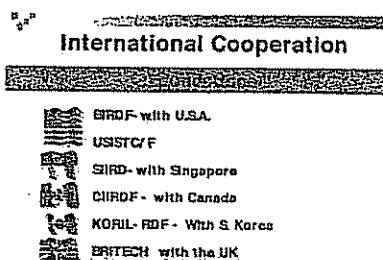 International Cooperation
BIRDF- with U.S.A.
USISTC/ F
SIIRD- with Singapore
CIIRDF - with Canada
KORIL- RDF - With S. Korea
BRITECH with the UK